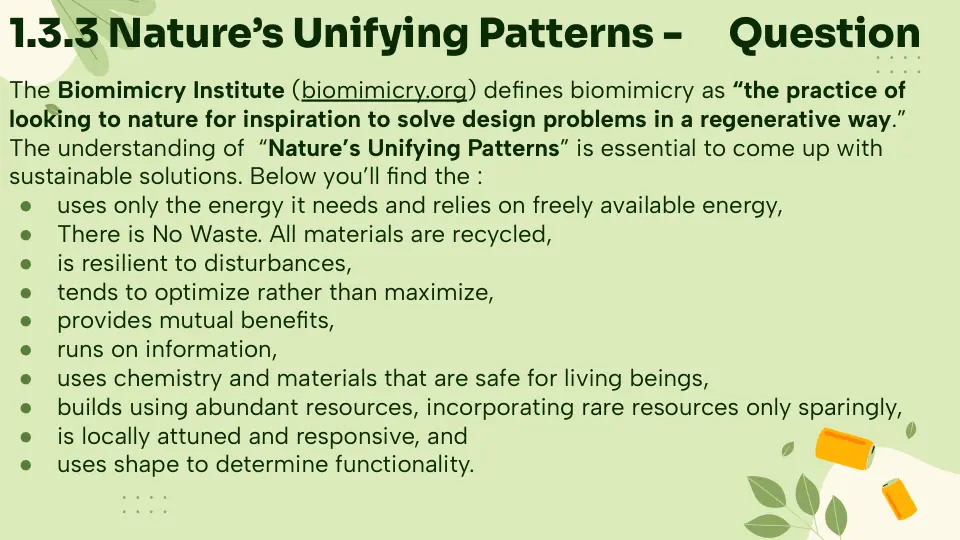 1.3.3 Nature’s Unifying Patterns - Question
The Biomimicry Institute (biomimicry.org) defines biomimicry as “the practice of
looking to nature for inspiration to solve design problems in a regenerative way.”
The understanding of “Nature’s Unifying Patterns” is essential to come up with
sustainable solutions. Below you’ll find the :
● uses only the energy it needs and relies on freely available energy,
● There is No Waste. All materials are recycled,
● is resilient to disturbances,
● tends to optimize rather than maximize,
● provides mutual benefits,
● runs on information,
● uses chemistry and materials that are safe for living beings,
● builds using abundant resources, incorporating rare resources only sparingly,
● is locally attuned and responsive, and
● uses shape to determine functionality.